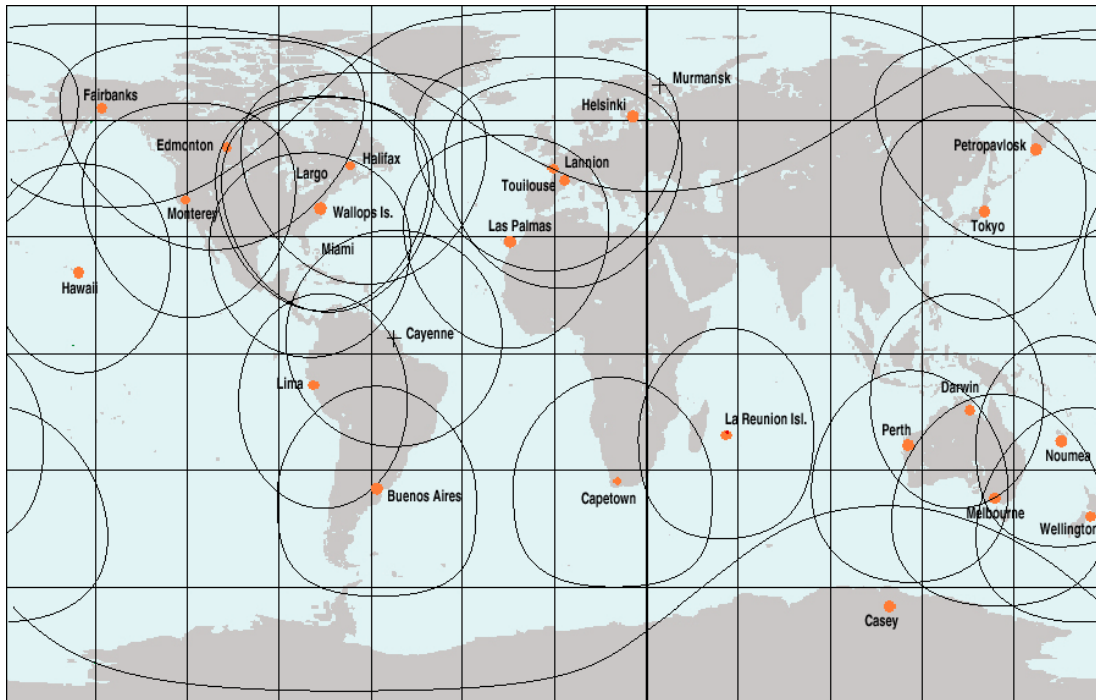 Murmansk
Fairbanks
Helsinki
Edmonton
Petropavlosk
Halifax
Lannion
Largo
Touilouse
Monterey
Wallops Is.
Las Palmas
Tokyo
Miami
Hawaii
Cayenne
Lima
Darwin
La Reunion Isl.
Perth
Noumea
Buenos Aires
Capetown
Melbourne
Wellington
Casey